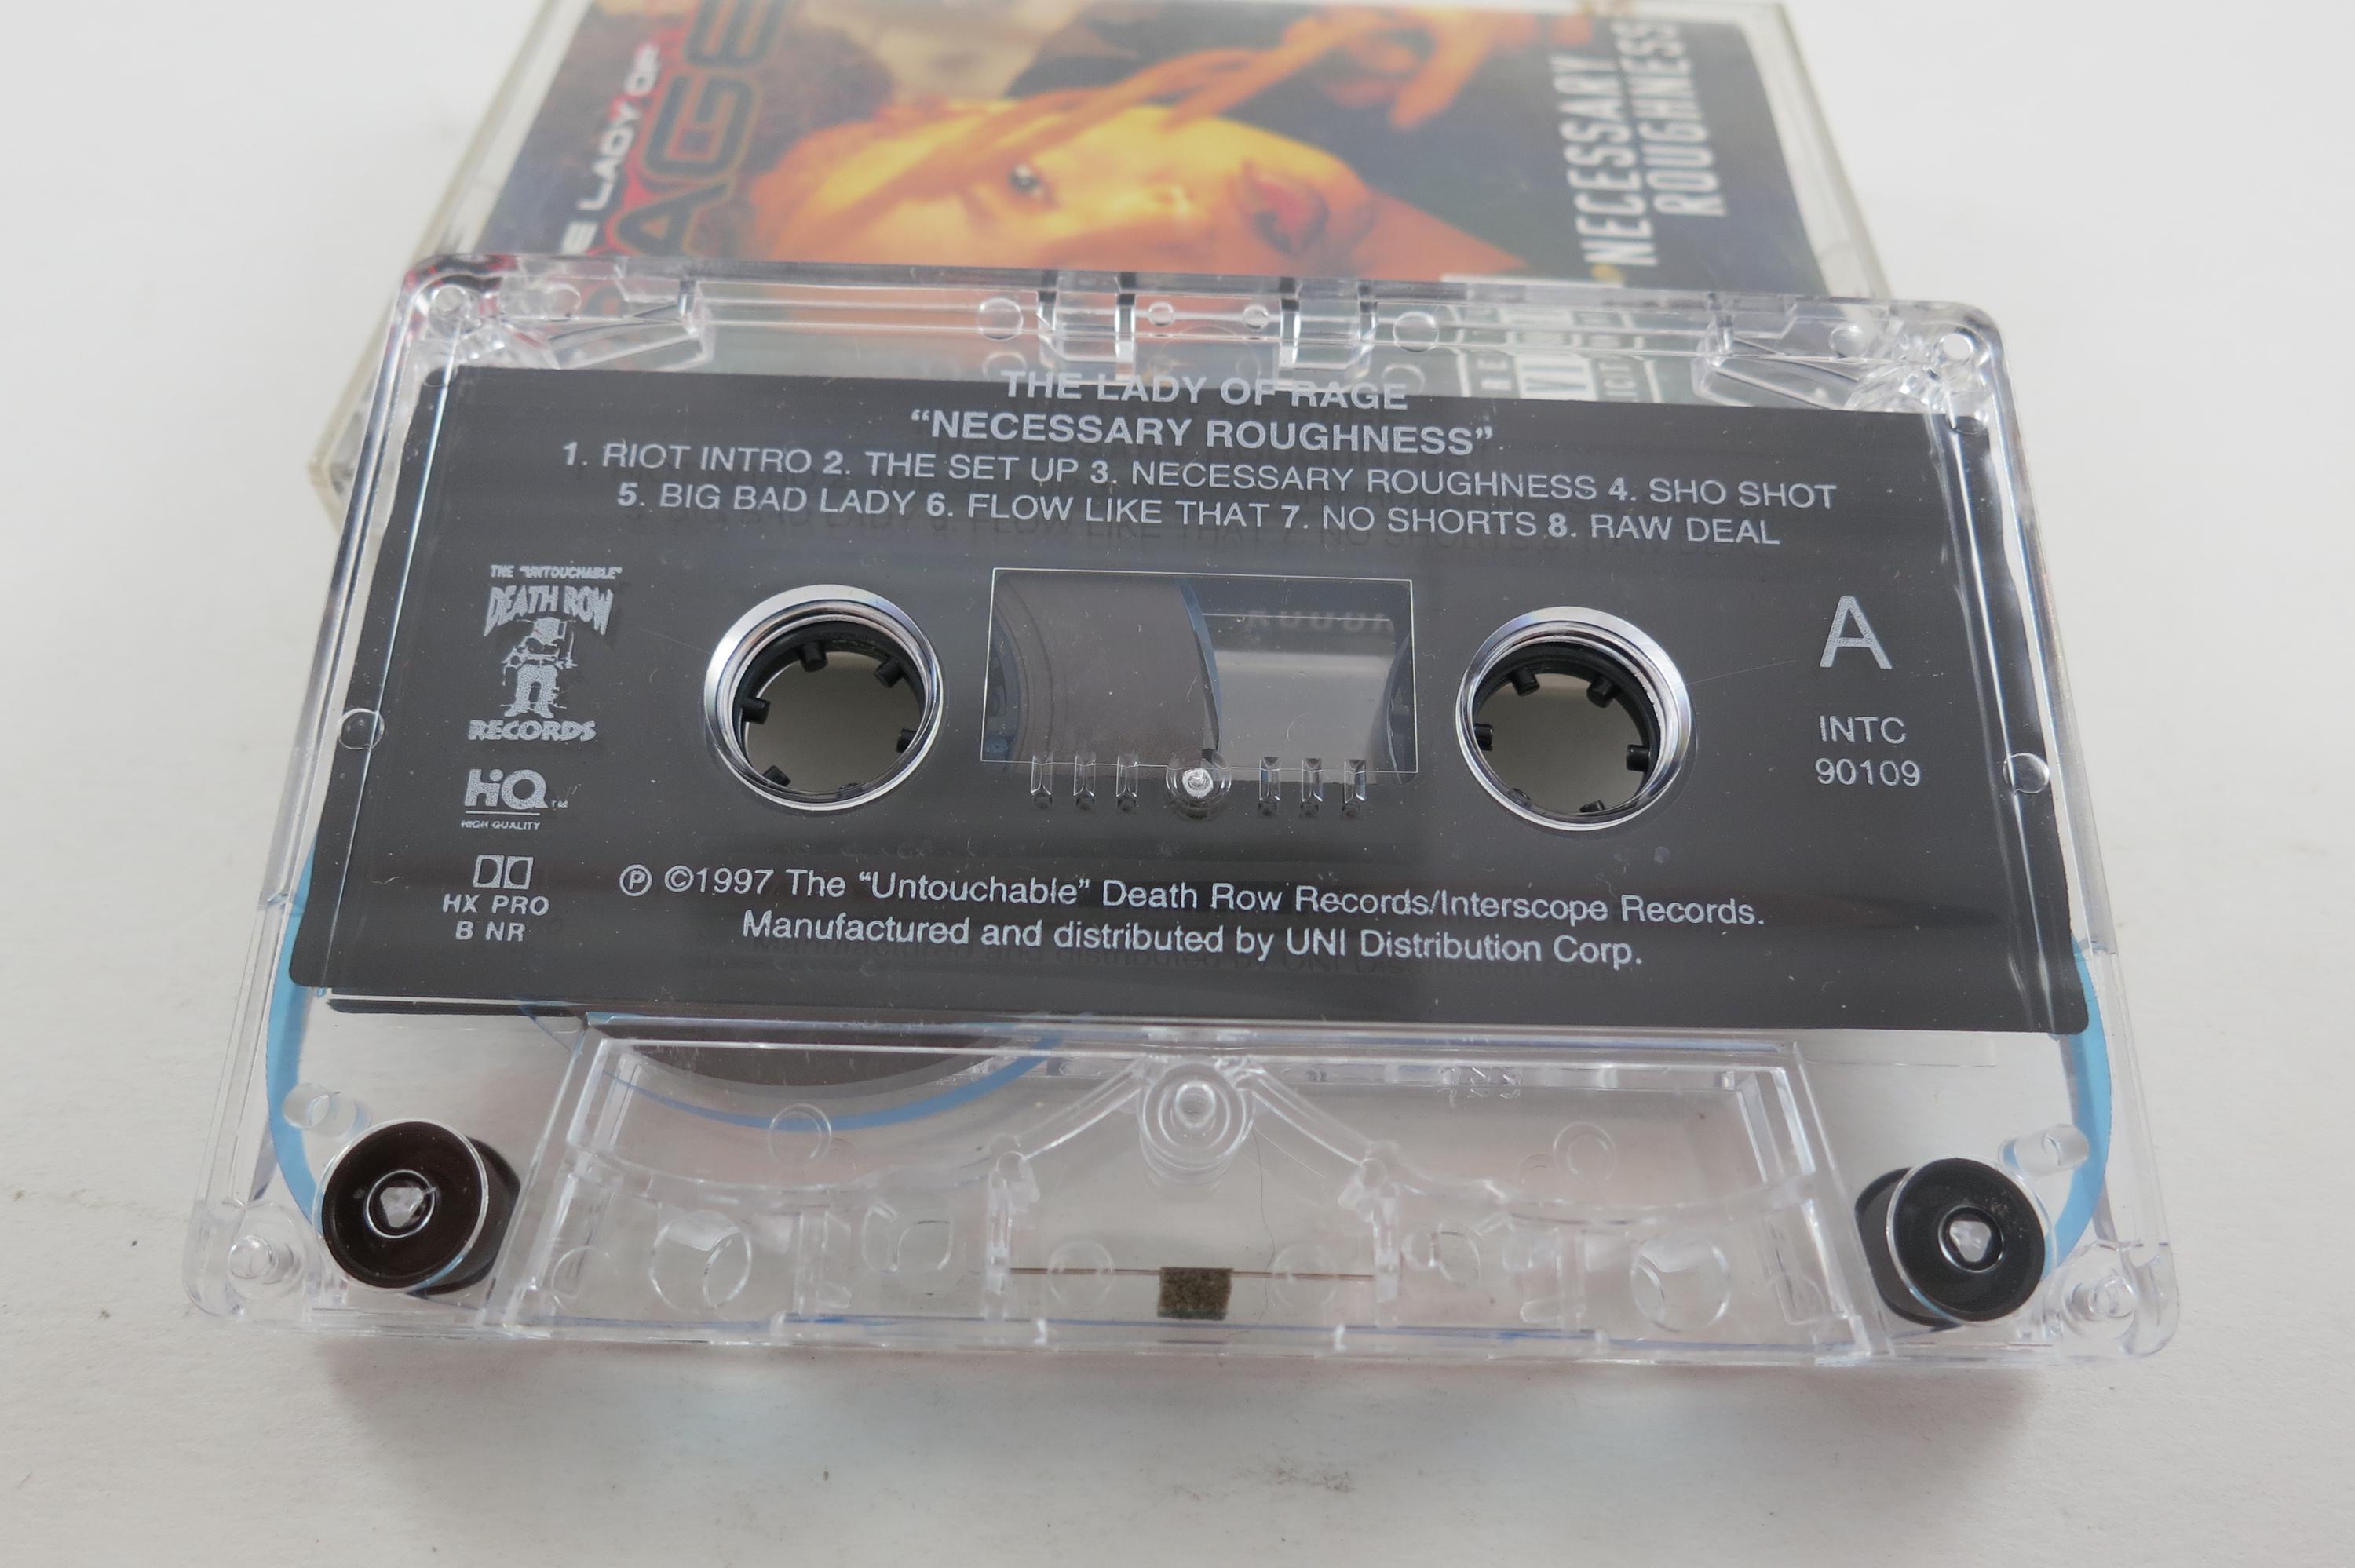 LADY OF
RAGE
NECESSARY
ROUGHNESS
THE LADY OF RAGE
“NECESSARY ROUGHNESS”
1. RIOT INTRO 2. THE SET UP 3. NECESSARY ROUGHNESS 4. SHO SHOT
5. BIG BAD LADY 6. FLOW LIKE THAT 7. NO SHORTS 8. RAW DEAL
THE "UNTOUCHABLE"
DEATH ROW
RECORDS
HiQ
HIGH QUALITY
HX PRO
B NR
A
INTC
90109
℗ ©1997 The “Untouchable” Death Row Records/Interscope Records.
Manufactured and distributed by UNI Distribution Corp.